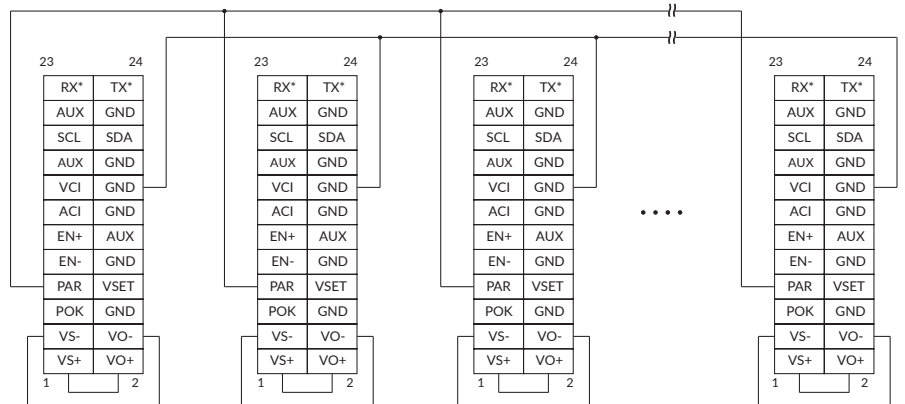 23 24 23 24 23 24 23 24
RX* TX* RX* TX* RX* TX* RX* TX*
AUX GND AUX GND AUX GND AUX GND
SCL SDA SCL SDA SCL SDA SCL SDA
AUX GND AUX GND AUX GND AUX GND
VCI GND VCI GND VCI GND VCI GND
ACI GND ACI GND ACI GND ACI GND
EN+ AUX EN+ AUX EN+ AUX EN+ AUX
EN- GND EN- GND EN- GND EN- GND
PAR VSET PAR VSET PAR VSET PAR VSET
POK GND POK GND POK GND POK GND
VS- VO- VS- VO- VS- VO- VS- VO-
VS+ VO+ VS+ VO+ VS+ VO+ VS+ VO+
1 2 1 2 1 2 1 2